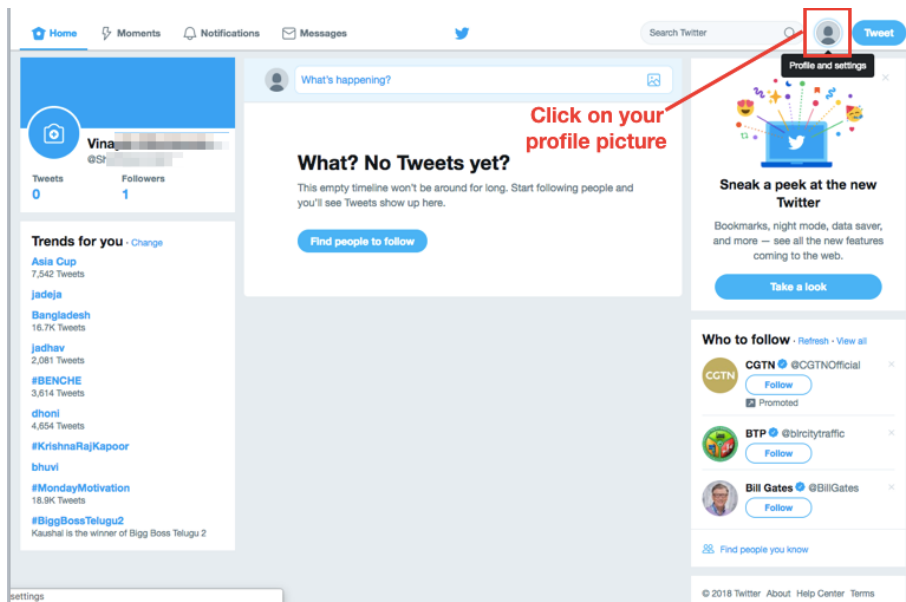 Home Moments Notifications Messages Search Twitter Tweet
Profile and settings
Click on your
profile picture
What's happening?
Vinay
@Sh
Tweets Followers
0 1
What? No Tweets yet?
This empty timeline won't be around for long. Start following people and
you'll see Tweets show up here.
Find people to follow
Trends for you · Change
Asia Cup
7,542 Tweets
jadeja
Bangladesh
16.7K Tweets
jadhav
2,081 Tweets
#BENCHE
3,614 Tweets
dhoni
4,654 Tweets
#KrishnaRajKapoor
bhuvi
#MondayMotivation
18.9K Tweets
#BiggBossTelugu2
Kaushal is the winner of Bigg Boss Telugu 2
Sneak a peek at the new
Twitter
Bookmarks, night mode, data saver,
and more — see all the new features
coming to the web.
Take a look
Who to follow · Refresh · View all
CGTN @CGTNOfficial
CGTN
Follow
Promoted
BTP @blrcitytraffic
Follow
Bill Gates @BillGates
Follow
Find people you know
© 2018 Twitter About Help Center Terms
settings